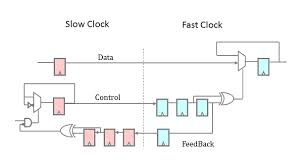 Slow Clock
Fast Clock
Data
Control
FeedBack